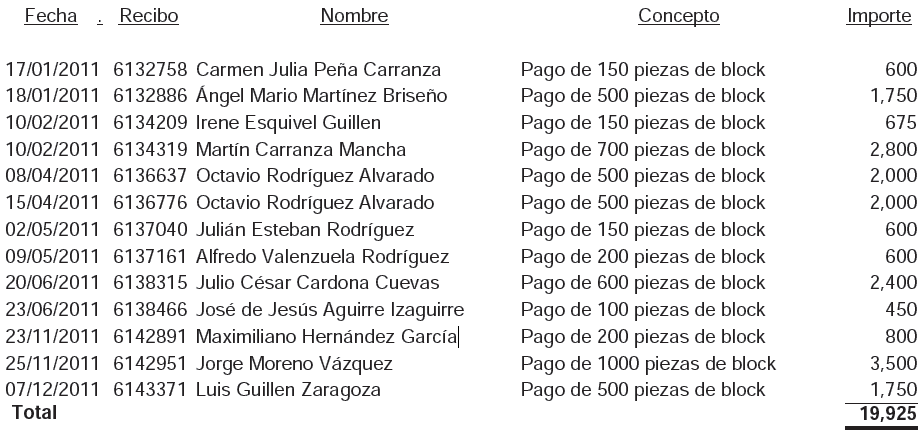 Fecha . Recibo Nombre Concepto Importe
17/01/2011 6132758 Carmen Julia Peña Carranza Pago de 150 piezas de block 600
18/01/2011 6132886 Ángel Mario Martínez Briseño Pago de 500 piezas de block 1,750
10/02/2011 6134209 Irene Esquivel Guillen Pago de 150 piezas de block 675
10/02/2011 6134319 Martín Carranza Mancha Pago de 700 piezas de block 2,800
08/04/2011 6136637 Octavio Rodríguez Alvarado Pago de 500 piezas de block 2,000
15/04/2011 6136776 Octavio Rodríguez Alvarado Pago de 500 piezas de block 2,000
02/05/2011 6137040 Julián Esteban Rodríguez Pago de 150 piezas de block 600
09/05/2011 6137161 Alfredo Valenzuela Rodríguez Pago de 200 piezas de block 600
20/06/2011 6138315 Julio César Cardona Cuevas Pago de 600 piezas de block 2,400
23/06/2011 6138466 José de Jesús Aguirre Izaguirre Pago de 100 piezas de block 450
23/11/2011 6142891 Maximiliano Hernández García Pago de 200 piezas de block 800
25/11/2011 6142951 Jorge Moreno Vázquez Pago de 1000 piezas de block 3,500
07/12/2011 6143371 Luis Guillen Zaragoza Pago de 500 piezas de block 1,750
Total 19,925